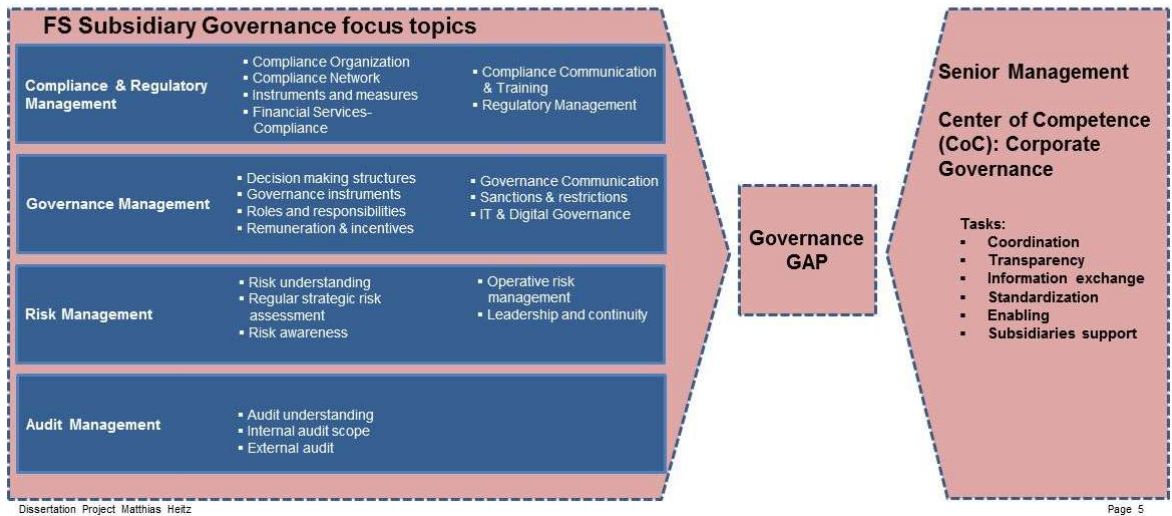 FS Subsidiary Governance focus topics
Compliance & Regulatory
Management
▪ Compliance Organization
▪ Compliance Network
▪ Instruments and measures
▪ Financial Services-
Compliance
▪ Compliance Communication
& Training
▪ Regulatory Management
Governance Management
▪ Decision making structures
▪ Governance instruments
▪ Roles and responsibilities
▪ Remuneration & incentives
▪ Governance Communication
▪ Sanctions & restrictions
▪ IT & Digital Governance
Risk Management
▪ Risk understanding
▪ Regular strategic risk
assessment
▪ Risk awareness
▪ Operative risk
management
▪ Leadership and continuity
Audit Management
▪ Audit understanding
▪ Internal audit scope
▪ External audit
Governance
GAP
Senior Management
Center of Competence
(CoC): Corporate
Governance
Tasks:
▪ Coordination
▪ Transparency
▪ Information exchange
▪ Standardization
▪ Enabling
▪ Subsidiaries support
Dissertation Project Matthias Heitz
Page 5